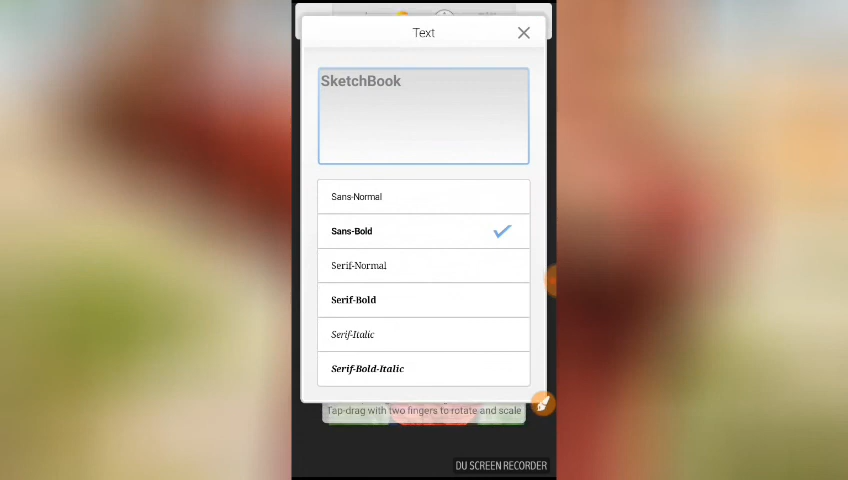 Text
SketchBook
Sans-Normal
Sans-Bold
Serif-Normal
Serif-Bold
Serif-Italic
Serif-Bold-Italic
Tap-drag with two fingers to rotate and scale
DU SCREEN RECORDER